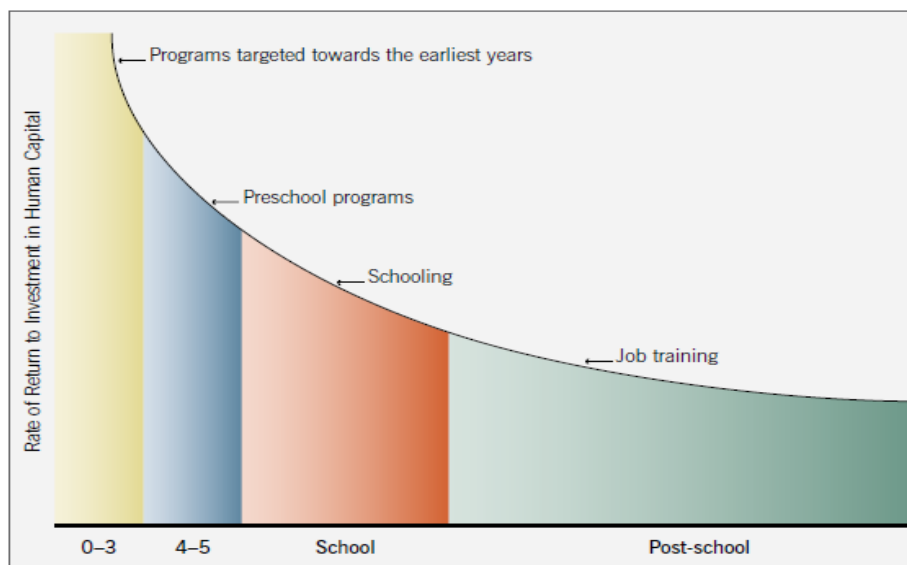 Rate of Return to Investment in Human Capital
Programs targeted towards the earliest years
Preschool programs
Schooling
Job training
0–3 4–5 School Post-school